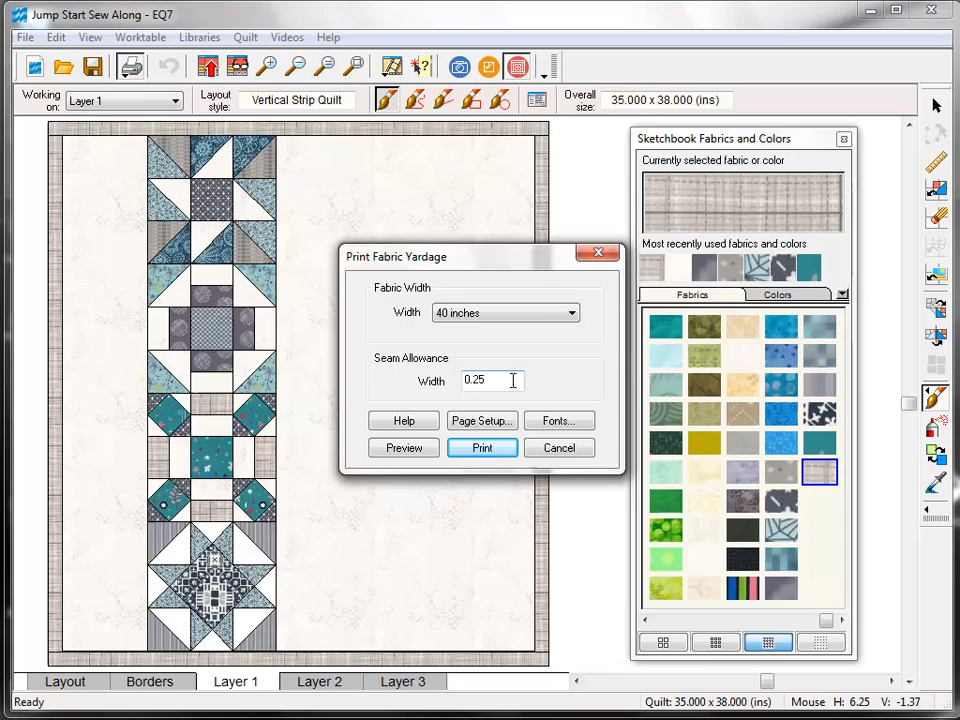 Jump Start Sew Along - EQ7
File Edit View Worktable Libraries Quilt Videos Help
Working on: Layer 1 Layout style: Vertical Strip Quilt Overall size: 35.000 x 38.000 (ins)
Sketchbook Fabrics and Colors
Currently selected fabric or color
Most recently used fabrics and colors
Fabrics Colors
Print Fabric Yardage
Fabric Width
Width 40 inches
Seam Allowance
Width 0.25
Help Page Setup... Fonts...
Preview Print Cancel
Layout Borders Layer 1 Layer 2 Layer 3
Ready Quilt: 35.000 x 38.000 (ins) Mouse H: 6.25 V: -1.37